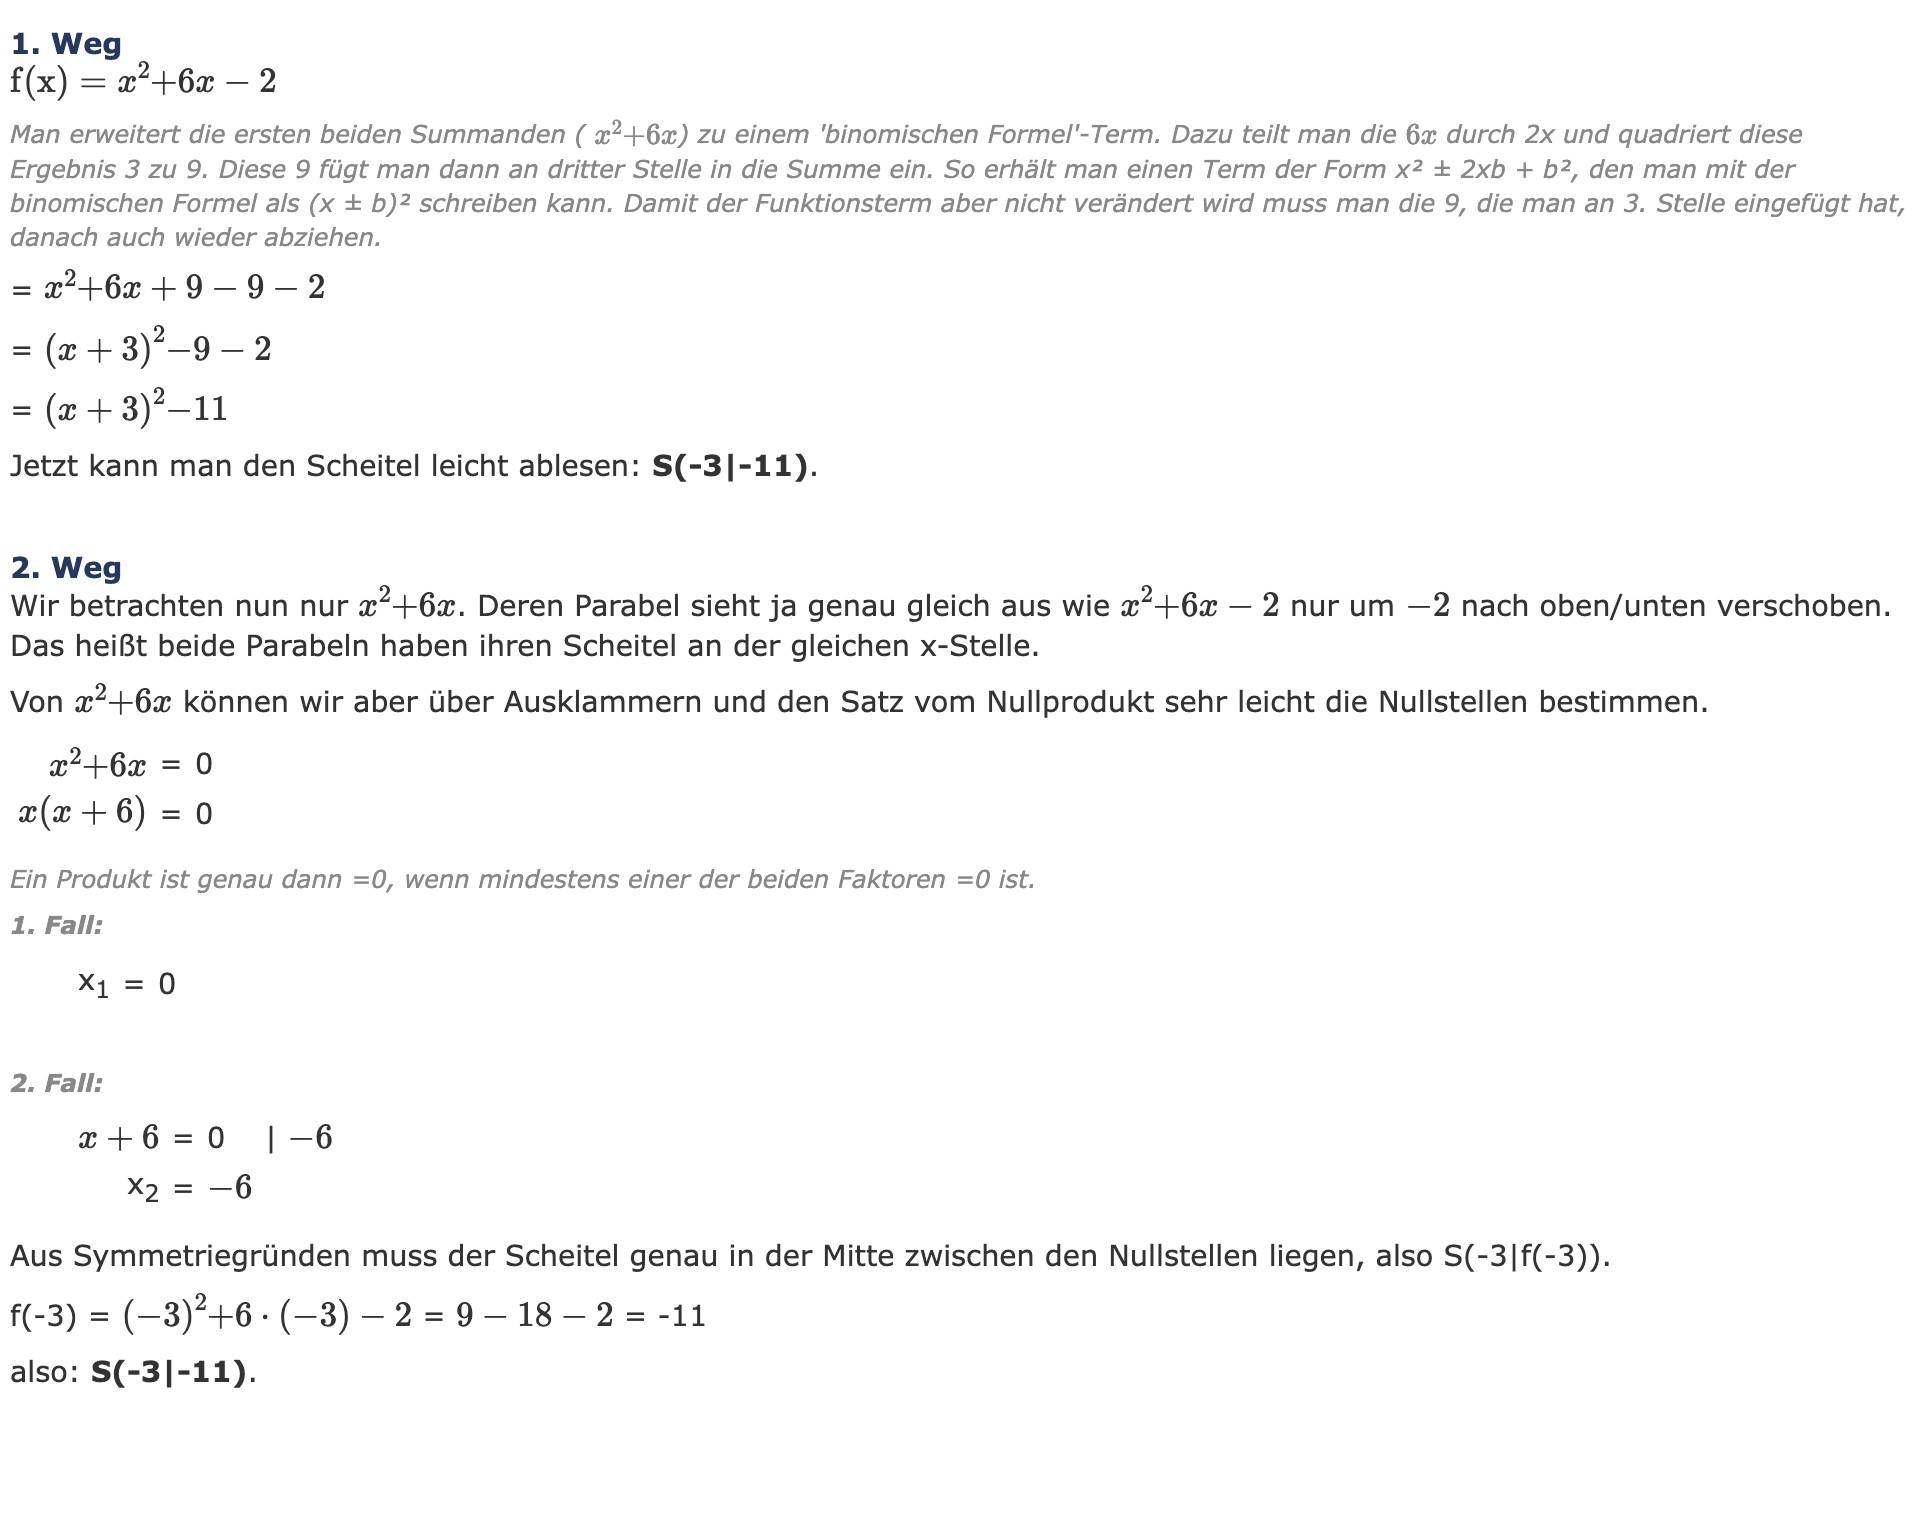 1. Weg
f(x) = x²+6x − 2
Man erweitert die ersten beiden Summanden ( x²+6x) zu einem 'binomischen Formel'-Term. Dazu teilt man die 6x durch 2x und quadriert diese
Ergebnis 3 zu 9. Diese 9 fügt man dann an dritter Stelle in die Summe ein. So erhält man einen Term der Form x² ± 2xb + b², den man mit der
binomischen Formel als (x ± b)² schreiben kann. Damit der Funktionsterm aber nicht verändert wird muss man die 9, die man an 3. Stelle eingefügt hat,
danach auch wieder abziehen.
= x²+6x + 9 − 9 − 2
= (x + 3)²−9 − 2
= (x + 3)²−11
Jetzt kann man den Scheitel leicht ablesen: S(-3|-11).
2. Weg
Wir betrachten nun nur x²+6x. Deren Parabel sieht ja genau gleich aus wie x²+6x − 2 nur um −2 nach oben/unten verschoben.
Das heißt beide Parabeln haben ihren Scheitel an der gleichen x-Stelle.
Von x²+6x können wir aber über Ausklammern und den Satz vom Nullprodukt sehr leicht die Nullstellen bestimmen.
x²+6x = 0
x(x + 6) = 0
Ein Produkt ist genau dann =0, wenn mindestens einer der beiden Faktoren =0 ist.
1. Fall:
x₁ = 0
2. Fall:
x + 6 = 0 | −6
x₂ = −6
Aus Symmetriegründen muss der Scheitel genau in der Mitte zwischen den Nullstellen liegen, also S(-3|f(-3)).
f(-3) = (−3)²+6 · (−3) − 2 = 9 − 18 − 2 = -11
also: S(-3|-11).